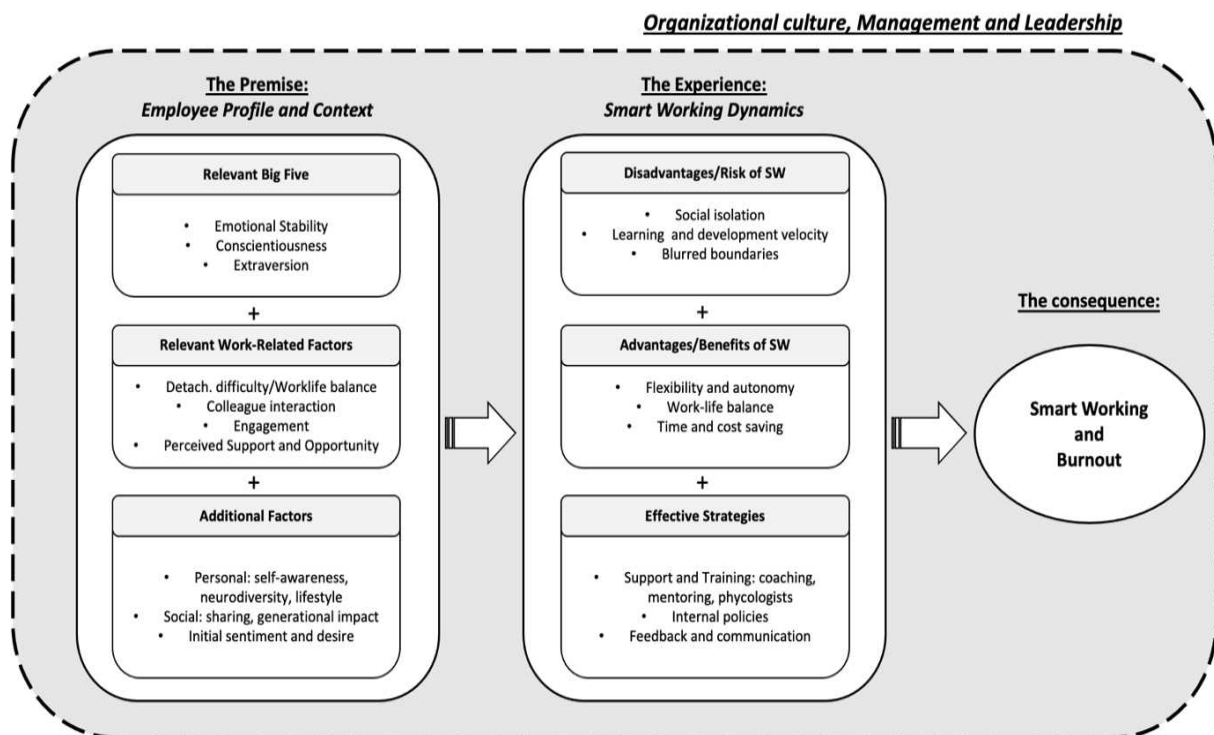 Organizational culture, Management and Leadership
The Premise:
Employee Profile and Context
Relevant Big Five
• Emotional Stability
• Conscientiousness
• Extraversion
+
Relevant Work-Related Factors
• Detach. difficulty/Worklife balance
• Colleague interaction
• Engagement
• Perceived Support and Opportunity
+
Additional Factors
• Personal: self-awareness,
neurodiversity, lifestyle
• Social: sharing, generational impact
• Initial sentiment and desire
The Experience:
Smart Working Dynamics
Disadvantages/Risk of SW
• Social isolation
• Learning and development velocity
• Blurred boundaries
+
Advantages/Benefits of SW
• Flexibility and autonomy
• Work-life balance
• Time and cost saving
+
Effective Strategies
• Support and Training: coaching,
mentoring, phycologists
• Internal policies
• Feedback and communication
The consequence:
Smart Working
and
Burnout